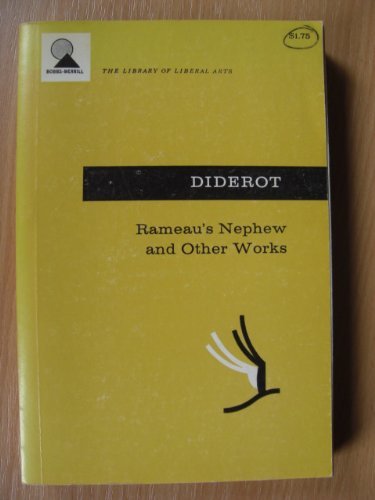 BOBBS-MERRILL
THE LIBRARY OF LIBERAL ARTS
$1.75
DIDEROT
Rameau's Nephew
and Other Works